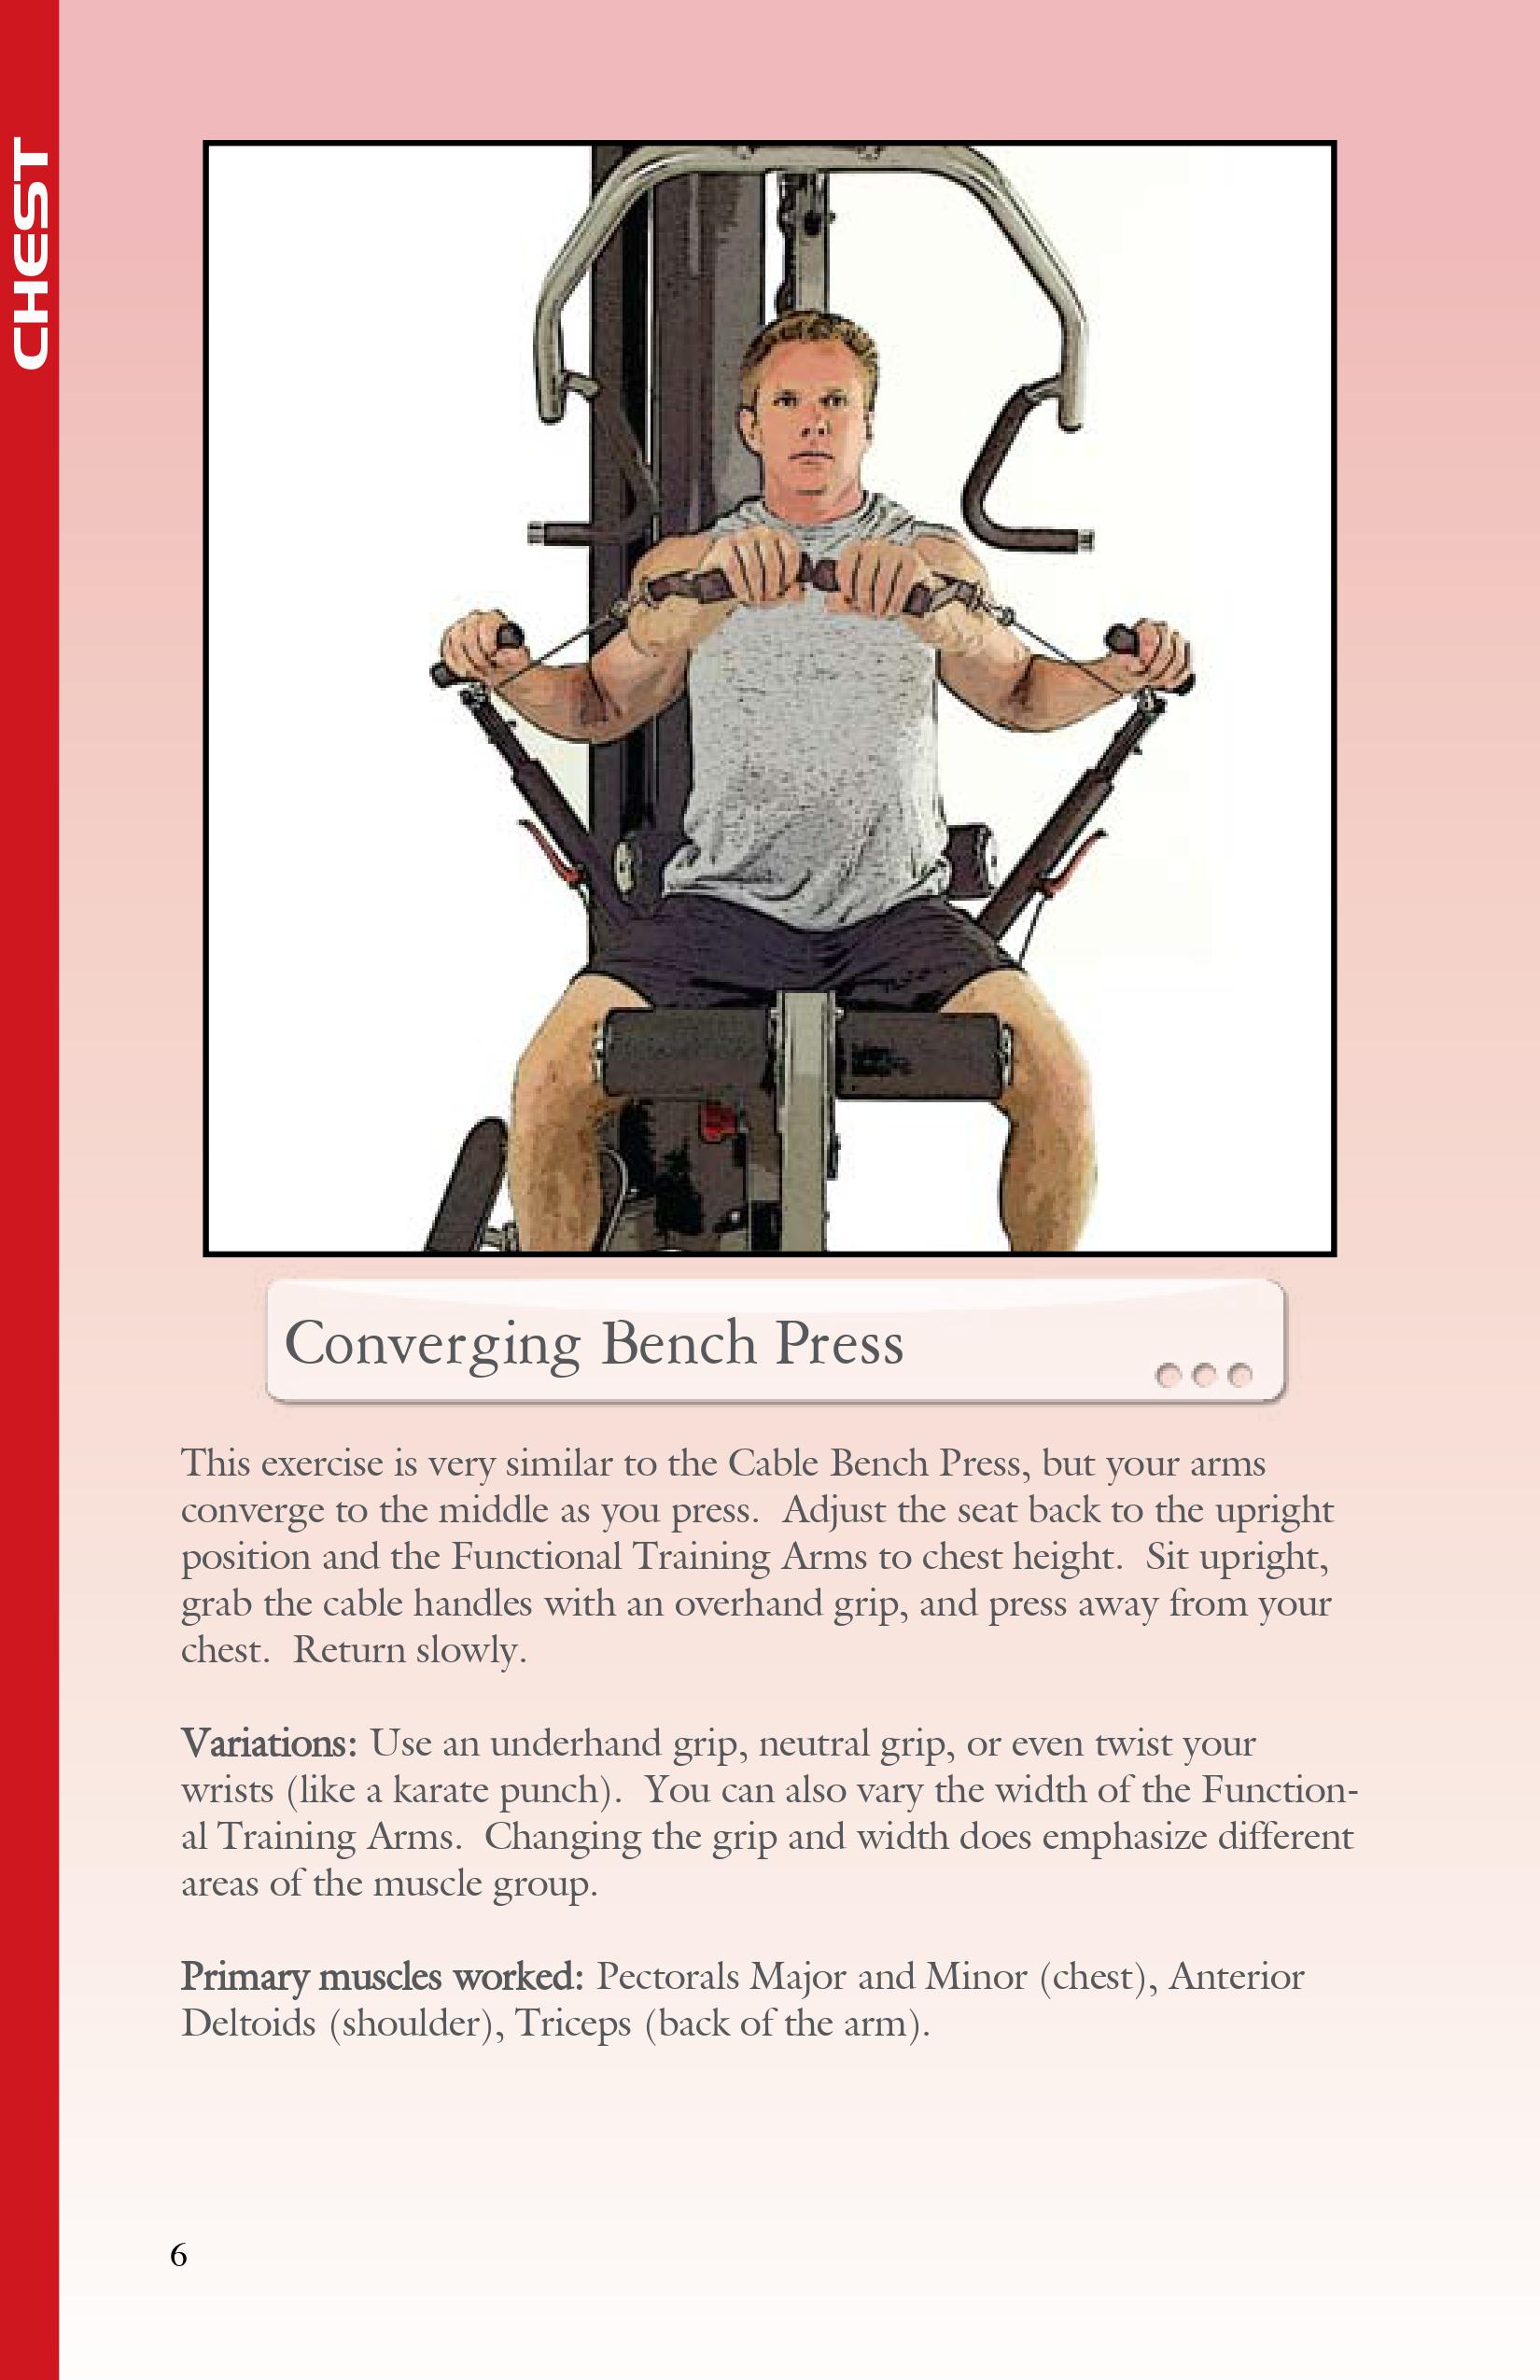 CHEST
Converging Bench Press
This exercise is very similar to the Cable Bench Press, but your arms
converge to the middle as you press.  Adjust the seat back to the upright
position and the Functional Training Arms to chest height.  Sit upright,
grab the cable handles with an overhand grip, and press away from your
chest.  Return slowly.
Variations: Use an underhand grip, neutral grip, or even twist your
wrists (like a karate punch).  You can also vary the width of the Function-
al Training Arms.  Changing the grip and width does emphasize different
areas of the muscle group.
Primary muscles worked: Pectorals Major and Minor (chest), Anterior
Deltoids (shoulder), Triceps (back of the arm).
6